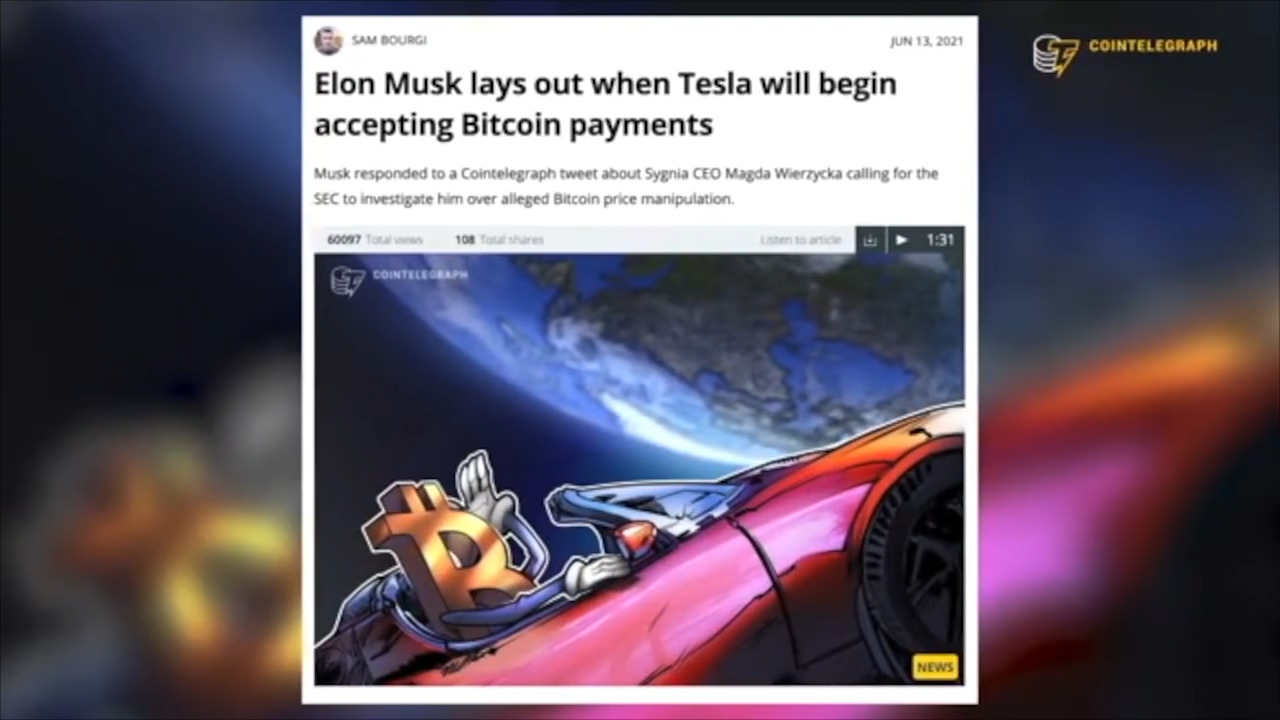 COINTELEGRAPH
SAM BOURGI
JUN 13, 2021
Elon Musk lays out when Tesla will begin
accepting Bitcoin payments
Musk responded to a Cointelegraph tweet about Sygnia CEO Magda Wierzycka calling for the
SEC to investigate him over alleged Bitcoin price manipulation.
60097 Total views 108 Total shares Listen to article 1:31
COINTELEGRAPH
NEWS